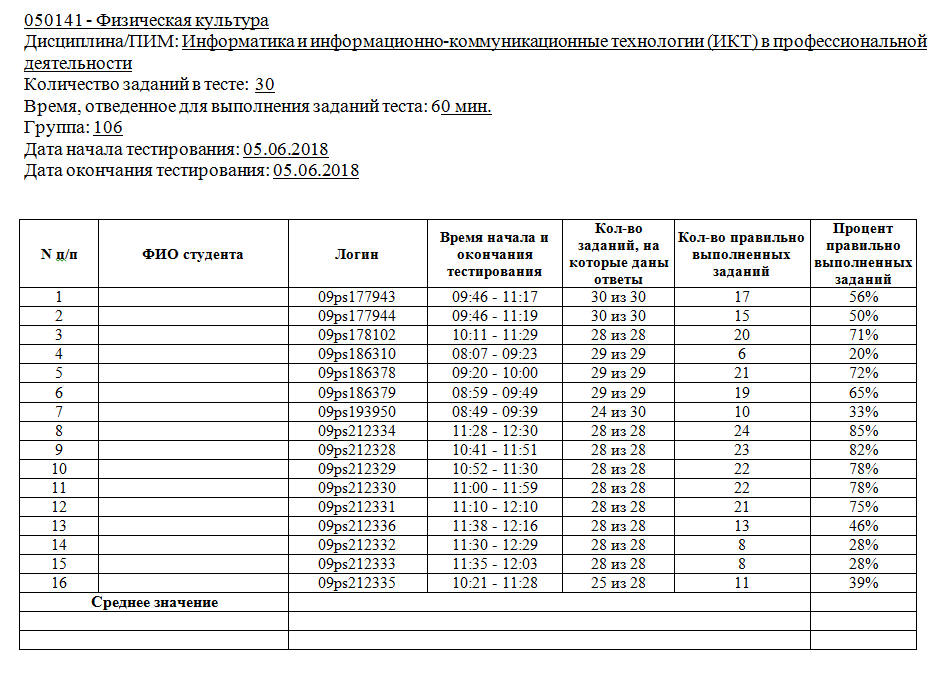 050141 - Физическая культура
Дисциплина/ПИМ: Информатика и информационно-коммуникационные технологии (ИКТ) в профессиональной
деятельности
Количество заданий в тесте: 30
Время, отведенное для выполнения заданий теста: 60 мин.
Группа: 106
Дата начала тестирования: 05.06.2018
Дата окончания тестирования: 05.06.2018
N п/п ФИО студента Логин Время начала и окончания тестирования Кол-во заданий, на которые даны ответы Кол-во правильно выполненных заданий Процент правильно выполненных заданий
1 09ps177943 09:46 - 11:17 30 из 30 17 56%
2 09ps177944 09:46 - 11:19 30 из 30 15 50%
3 09ps178102 10:11 - 11:29 28 из 28 20 71%
4 09ps186310 08:07 - 09:23 29 из 29 6 20%
5 09ps186378 09:20 - 10:00 29 из 29 21 72%
6 09ps186379 08:59 - 09:49 29 из 29 19 65%
7 09ps193950 08:49 - 09:39 24 из 30 10 33%
8 09ps212334 11:28 - 12:30 28 из 28 24 85%
9 09ps212328 10:41 - 11:51 28 из 28 23 82%
10 09ps212329 10:52 - 11:30 28 из 28 22 78%
11 09ps212330 11:00 - 11:59 28 из 28 22 78%
12 09ps212331 11:10 - 12:10 28 из 28 21 75%
13 09ps212336 11:38 - 12:16 28 из 28 13 46%
14 09ps212332 11:30 - 12:29 28 из 28 8 28%
15 09ps212333 11:35 - 12:03 28 из 28 8 28%
16 09ps212335 10:21 - 11:28 25 из 28 11 39%
Среднее значение